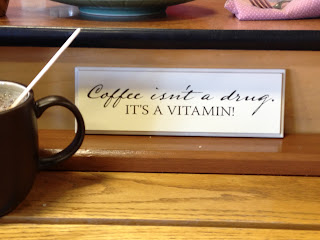 Coffee isn't a drug.
IT'S A VITAMIN!